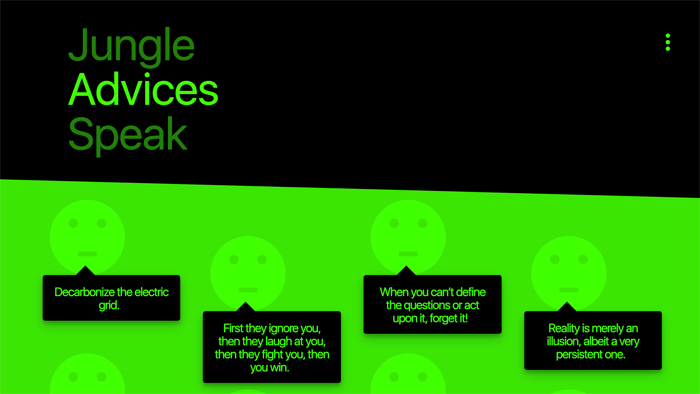 Jungle
Advices
Speak
Decarbonize the electric
grid.
First they ignore you,
then they laugh at you,
then they fight you, then
you win.
When you can't define
the questions or act
upon it, forget it!
Reality is merely an
illusion, albeit a very
persistent one.